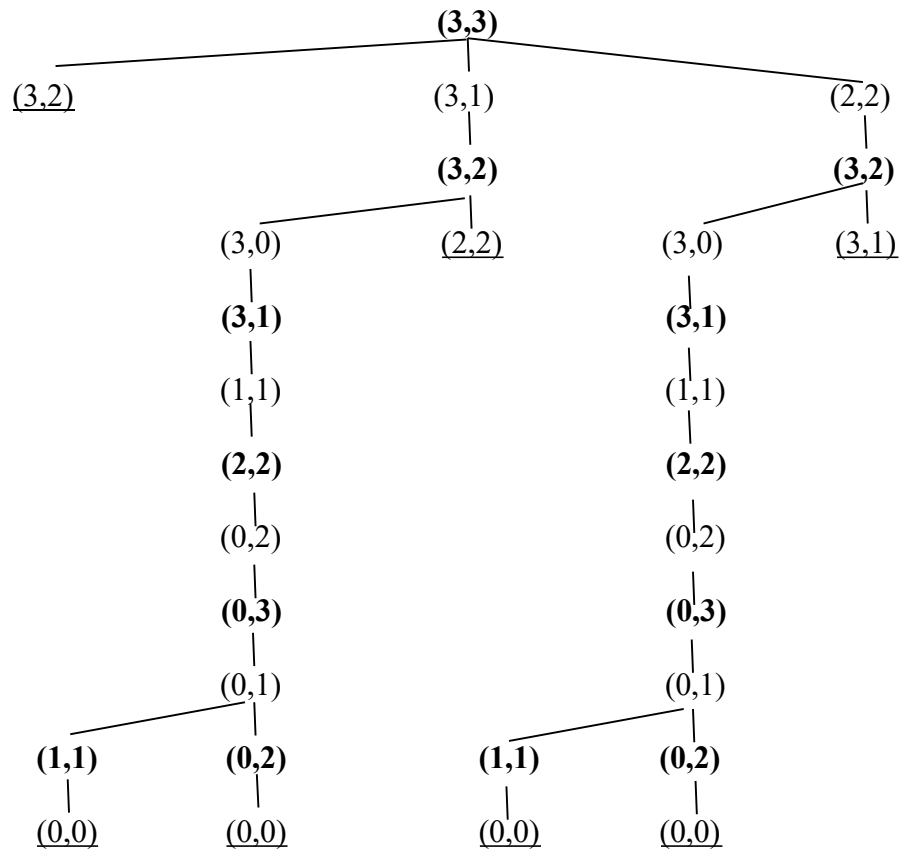 (3,3)
(3,2) (3,1) (2,2)
(3,2) (3,2)
(3,0) (2,2) (3,0) (3,1)
(3,1) (3,1)
(1,1) (1,1)
(2,2) (2,2)
(0,2) (0,2)
(0,3) (0,3)
(0,1) (0,1)
(1,1) (0,2) (1,1) (0,2)
(0,0) (0,0) (0,0) (0,0)